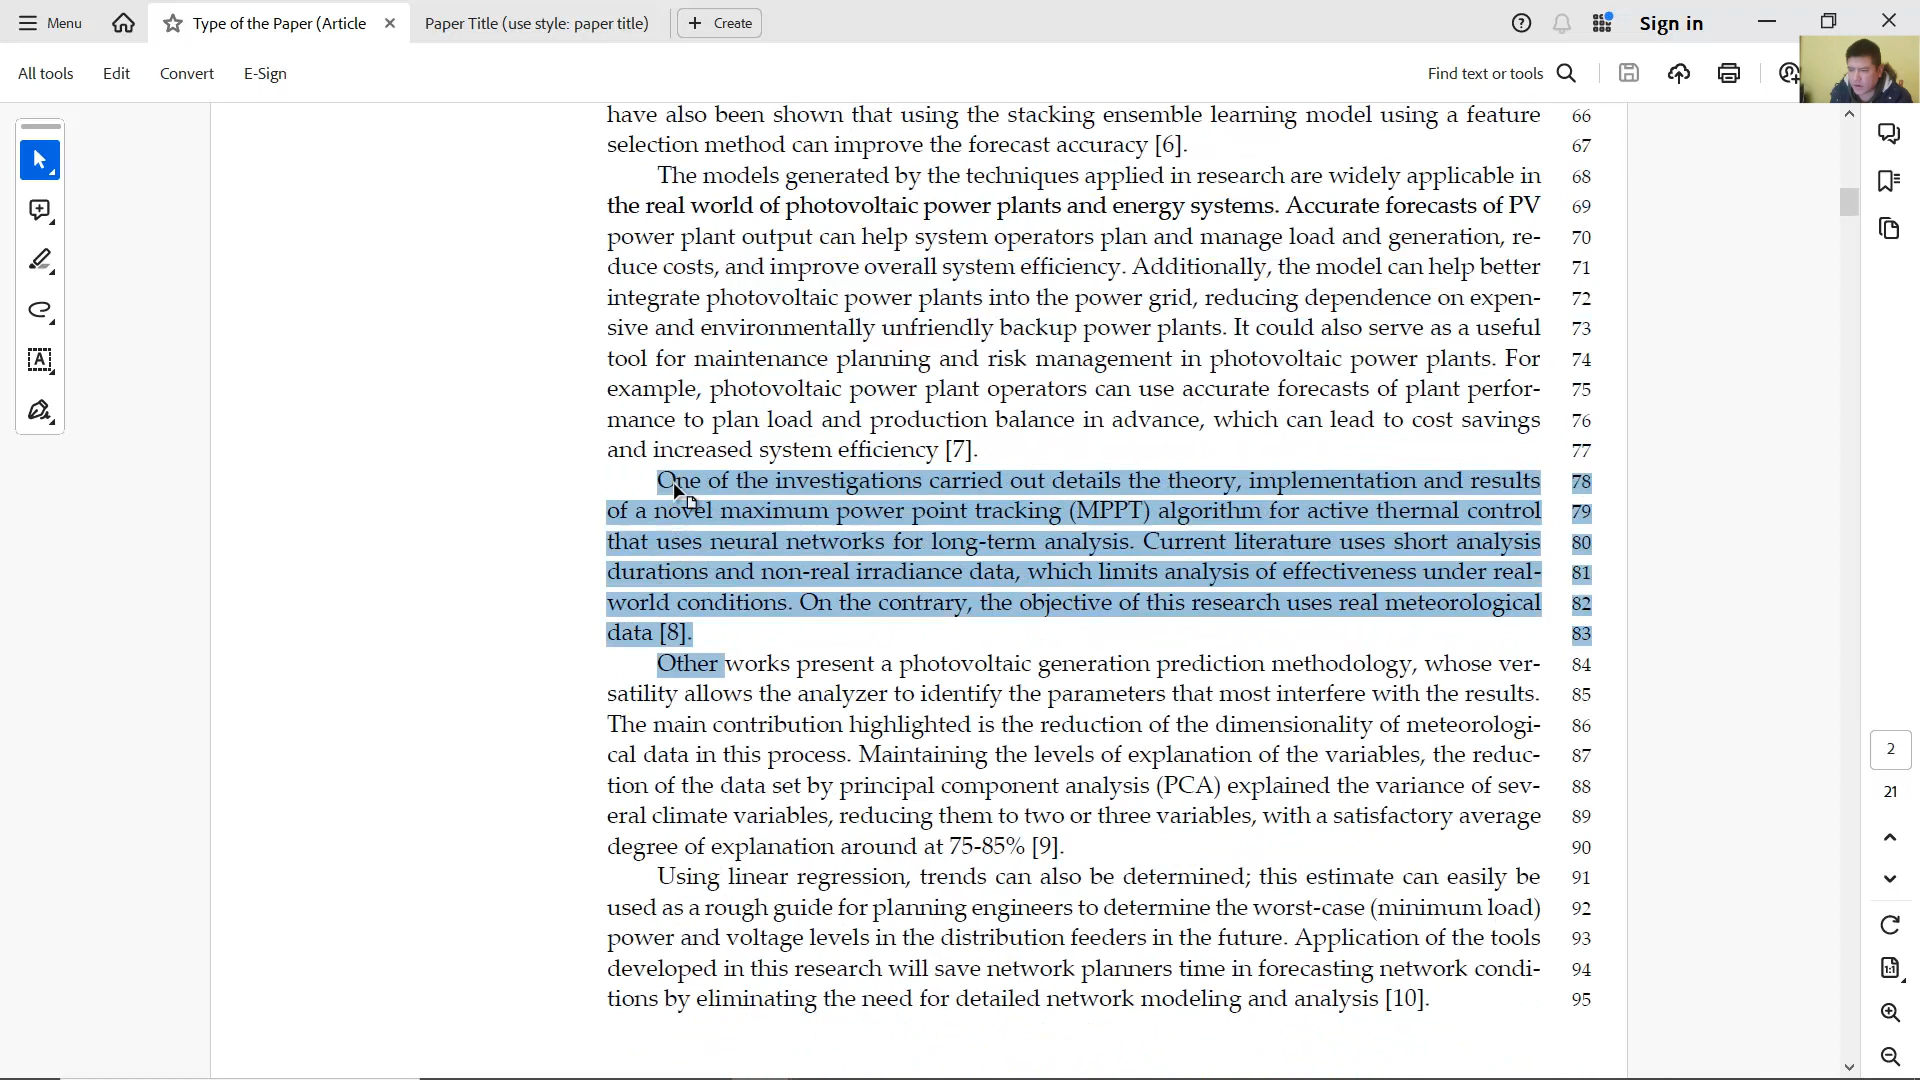 Menu
Type of the Paper (Article
Paper Title (use style: paper title)
Create
Sign in
All tools
Edit
Convert
E-Sign
Find text or tools
have also been shown that using the stacking ensemble learning model using a feature 66
selection method can improve the forecast accuracy [6]. 67
The models generated by the techniques applied in research are widely applicable in 68
the real world of photovoltaic power plants and energy systems. Accurate forecasts of PV 69
power plant output can help system operators plan and manage load and generation, re- 70
duce costs, and improve overall system efficiency. Additionally, the model can help better 71
integrate photovoltaic power plants into the power grid, reducing dependence on expen- 72
sive and environmentally unfriendly backup power plants. It could also serve as a useful 73
tool for maintenance planning and risk management in photovoltaic power plants. For 74
example, photovoltaic power plant operators can use accurate forecasts of plant perfor- 75
mance to plan load and production balance in advance, which can lead to cost savings 76
and increased system efficiency [7]. 77
One of the investigations carried out details the theory, implementation and results 78
of a novel maximum power point tracking (MPPT) algorithm for active thermal control 79
that uses neural networks for long-term analysis. Current literature uses short analysis 80
durations and non-real irradiance data, which limits analysis of effectiveness under real- 81
world conditions. On the contrary, the objective of this research uses real meteorological 82
data [8]. 83
Other works present a photovoltaic generation prediction methodology, whose ver- 84
satility allows the analyzer to identify the parameters that most interfere with the results. 85
The main contribution highlighted is the reduction of the dimensionality of meteorologi- 86
cal data in this process. Maintaining the levels of explanation of the variables, the reduc- 87
tion of the data set by principal component analysis (PCA) explained the variance of sev- 88
eral climate variables, reducing them to two or three variables, with a satisfactory average 89
degree of explanation around at 75-85% [9]. 90
Using linear regression, trends can also be determined; this estimate can easily be 91
used as a rough guide for planning engineers to determine the worst-case (minimum load) 92
power and voltage levels in the distribution feeders in the future. Application of the tools 93
developed in this research will save network planners time in forecasting network condi- 94
tions by eliminating the need for detailed network modeling and analysis [10]. 95
2
21
1:1